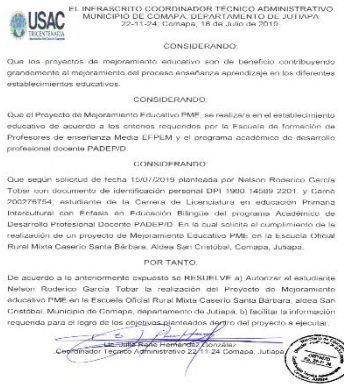 USAC
TRICENTENARIA
EL INFRASCRITO COORDINADOR TÉCNICO ADMINISTRATIVO
MUNICIPIO DE COMAPA, DEPARTAMENTO DE JUTIAPA
22-11-24; Comapa, 18 de Julio de 2019
CONSIDERANDO:
Que los proyectos de mejoramiento educativo son de beneficio contribuyendo
grandemente al mejoramiento del proceso enseñanza aprendizaje en los diferentes
establecimientos educativos.
CONSIDERANDO:
Que el Proyecto de Mejoramiento Educativo PME, se realizara en el establecimiento
educativo de acuerdo a los criterios requeridos por la Escuela de formación de
Profesores de enseñanza Media EFPEM y el programa académico de desarrollo
profesional docente PADEP/D.
CONSIDERANDO:
Que según solicitud de fecha 15/07/2019 planteada por Nelson Roderico García
Tobar con documento de identificación personal DPI 1980 14589 2201, y Carné
200276754; estudiante de la Carrera de Licenciatura en educación Primaria
Intercultural con Énfasis en Educación Bilingüe del programa Académico de
Desarrollo Profesional Docente PADEP/D. En la cual solicita el cumplimiento de la
realización de un proyecto de Mejoramiento Educativo PME en la Escuela Oficial
Rural Mixta Caserío Santa Bárbara, Aldea San Cristóbal, Comapa, Jutiapa.
POR TANTO.
De acuerdo a lo anteriormente expuesto se RESUELVE a) Autorizar el estudiante
Nelson Roderico García Tobar la realización del Proyecto de Mejoramiento
educativo PME en la Escuela Oficial Rural Mixta Caserío Santa Bárbara, aldea San
Cristóbal, Municipio de Comapa, departamento de Jutiapa. b) facilitar la información
requerida para el logro de los objetivos planteados dentro del proyecto a ejecutar.
Lic. Julio René Hernández González
Coordinador Técnico Administrativo 22-11-24 Comapa, Jutiapa